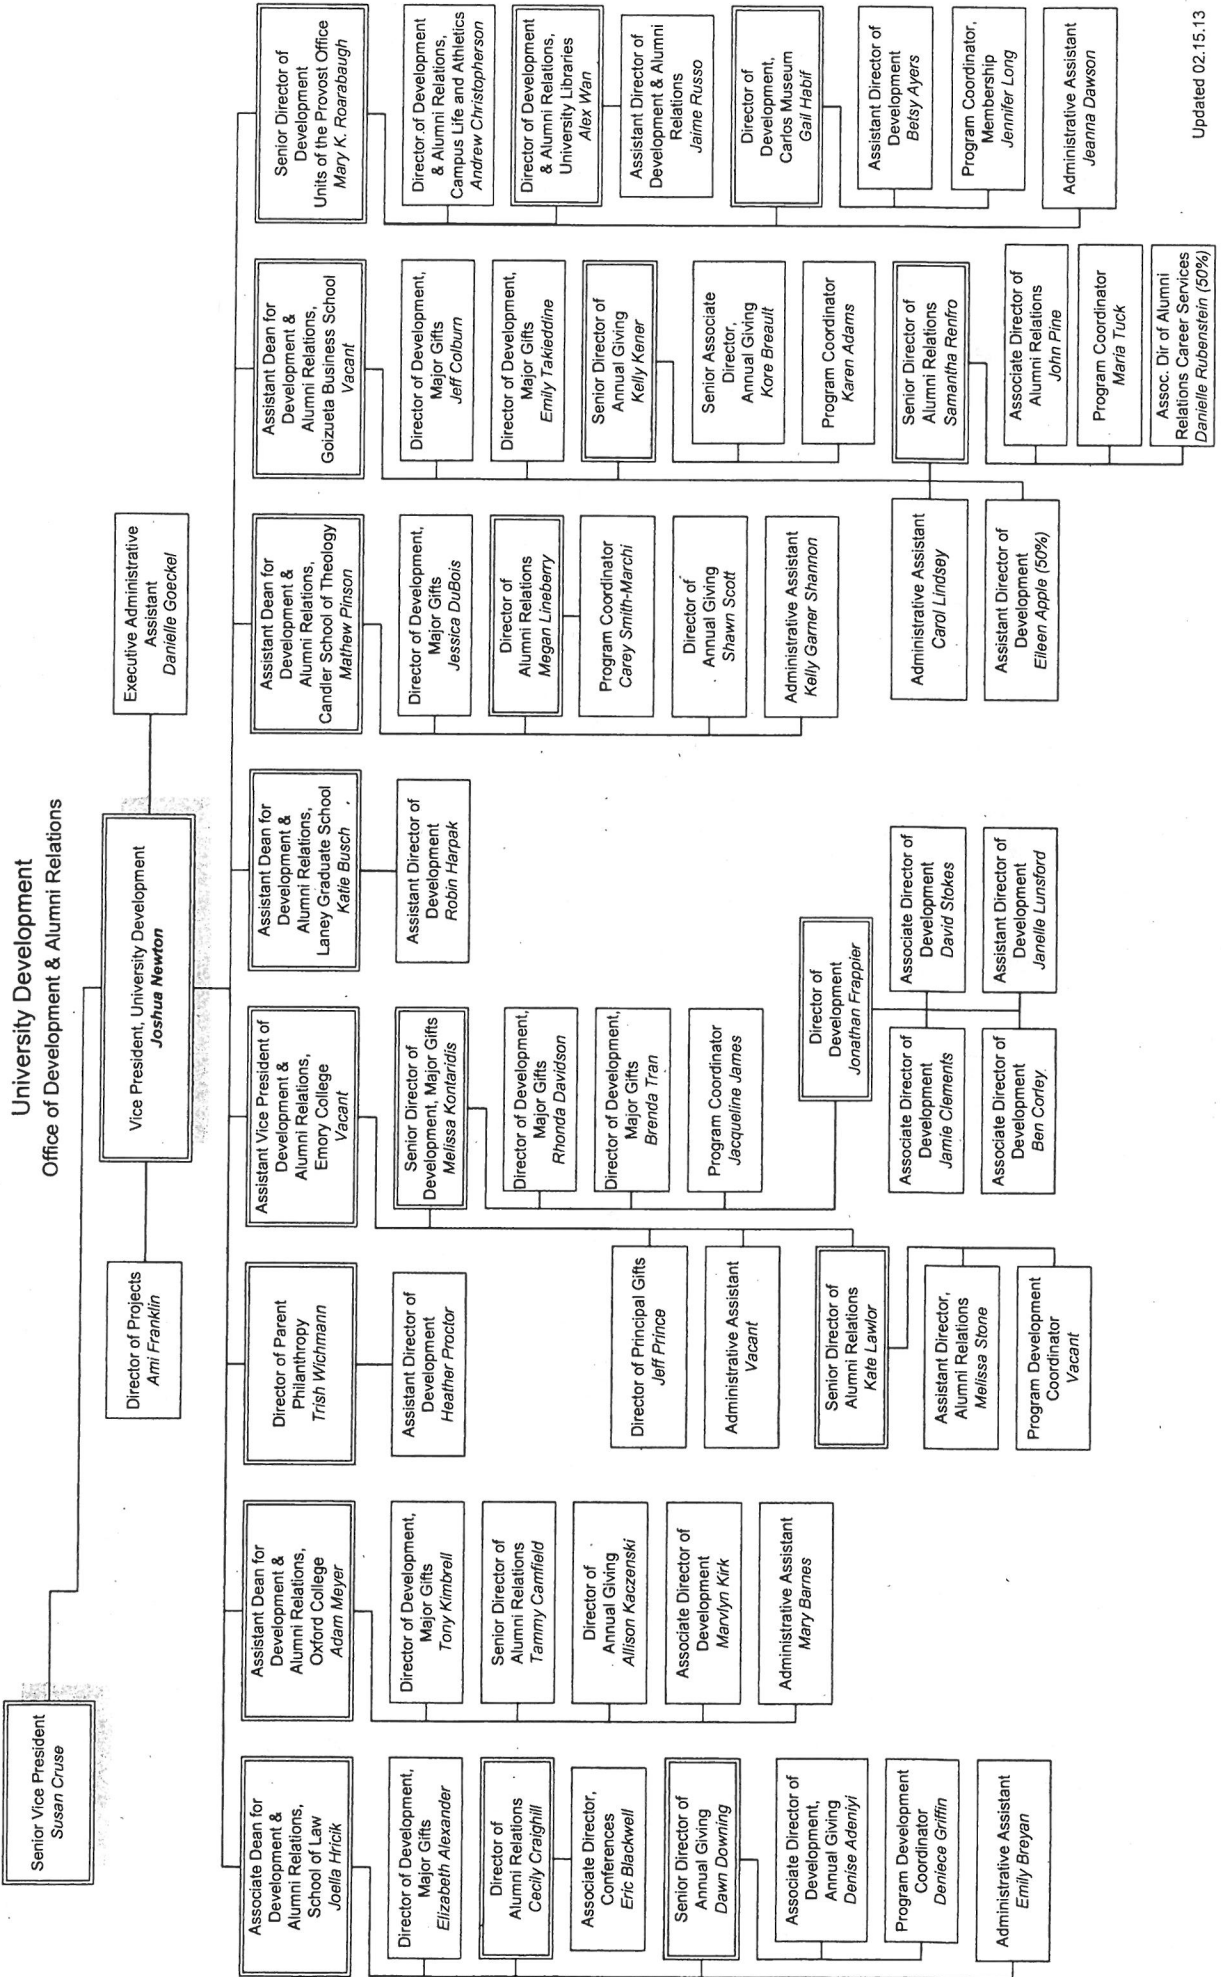 University Development
Office of Development & Alumni Relations
Senior Vice President
Susan Cruse
Vice President, University Development
Joshua Newton
Director of Projects
Ami Franklin
Executive Administrative
Assistant
Danielle Goeckel
Associate Dean for
Development &
Alumni Relations,
School of Law
Joella Hricik
Director of Development,
Major Gifts
Elizabeth Alexander
Director of
Alumni Relations
Cecily Craighill
Associate Director,
Conferences
Eric Blackwell
Senior Director of
Annual Giving
Dawn Downing
Associate Director of
Development,
Annual Giving
Denise Adeniyi
Program Development
Coordinator
Deniece Griffin
Administrative Assistant
Emily Breyan
Assistant Dean for
Development &
Alumni Relations,
Oxford College
Adam Meyer
Director of Development,
Major Gifts
Tony Kimbrell
Senior Director of
Alumni Relations
Tammy Camfield
Director of
Annual Giving
Allison Kaczenski
Associate Director of
Development
Marvlyn Kirk
Administrative Assistant
Mary Barnes
Director of Parent
Philanthropy
Trish Wichmann
Assistant Director of
Development
Heather Proctor
Assistant Vice President of
Development &
Alumni Relations,
Emory College
Vacant
Senior Director of
Development, Major Gifts
Melissa Kontaridis
Director of Development,
Major Gifts
Rhonda Davidson
Director of Development,
Major Gifts
Brenda Tran
Program Coordinator
Jacqueline James
Director of
Development
Jonathan Frappier
Associate Director of
Development
Jamie Clements
Associate Director of
Development
David Stokes
Associate Director of
Development
Ben Corley
Assistant Director of
Development
Janelle Lunsford
Director of Principal Gifts
Jeff Prince
Administrative Assistant
Vacant
Senior Director of
Alumni Relations
Kate Lawlor
Assistant Director,
Alumni Relations
Melissa Stone
Program Development
Coordinator
Vacant
Assistant Dean for
Development &
Alumni Relations,
Laney Graduate School
Katie Busch
Assistant Director of
Development
Robin Harpak
Assistant Dean for
Development &
Alumni Relations,
Candler School of Theology
Mathew Pinson
Director of Development,
Major Gifts
Jessica DuBois
Director of
Alumni Relations
Megan Lineberry
Program Coordinator
Carey Smith-Marchi
Director of
Annual Giving
Shawn Scott
Administrative Assistant
Kelly Garner Shannon
Assistant Dean for
Development &
Alumni Relations,
Goizueta Business School
Vacant
Director of Development,
Major Gifts
Jeff Colburn
Director of Development,
Major Gifts
Emily Takieddine
Senior Director of
Annual Giving
Kelly Kener
Senior Associate
Director,
Annual Giving
Kore Breault
Program Coordinator
Karen Adams
Senior Director of
Alumni Relations
Samantha Renfro
Associate Director of
Alumni Relations
John Pine
Program Coordinator
Maria Tuck
Assoc. Dir of Alumni
Relations Career Services
Danielle Rubenstein (50%)
Administrative Assistant
Carol Lindsey
Assistant Director of
Development
Eileen Apple (50%)
Senior Director of
Development
Units of the Provost Office
Mary K. Roarabaugh
Director of Development
& Alumni Relations,
Campus Life and Athletics
Andrew Christopherson
Director of Development
& Alumni Relations,
University Libraries
Alex Wan
Assistant Director of
Development & Alumni
Relations
Jaime Russo
Director of
Development,
Carlos Museum
Gail Habif
Assistant Director of
Development
Betsy Ayers
Program Coordinator,
Membership
Jennifer Long
Administrative Assistant
Jeanna Dawson
Updated 02.15.13